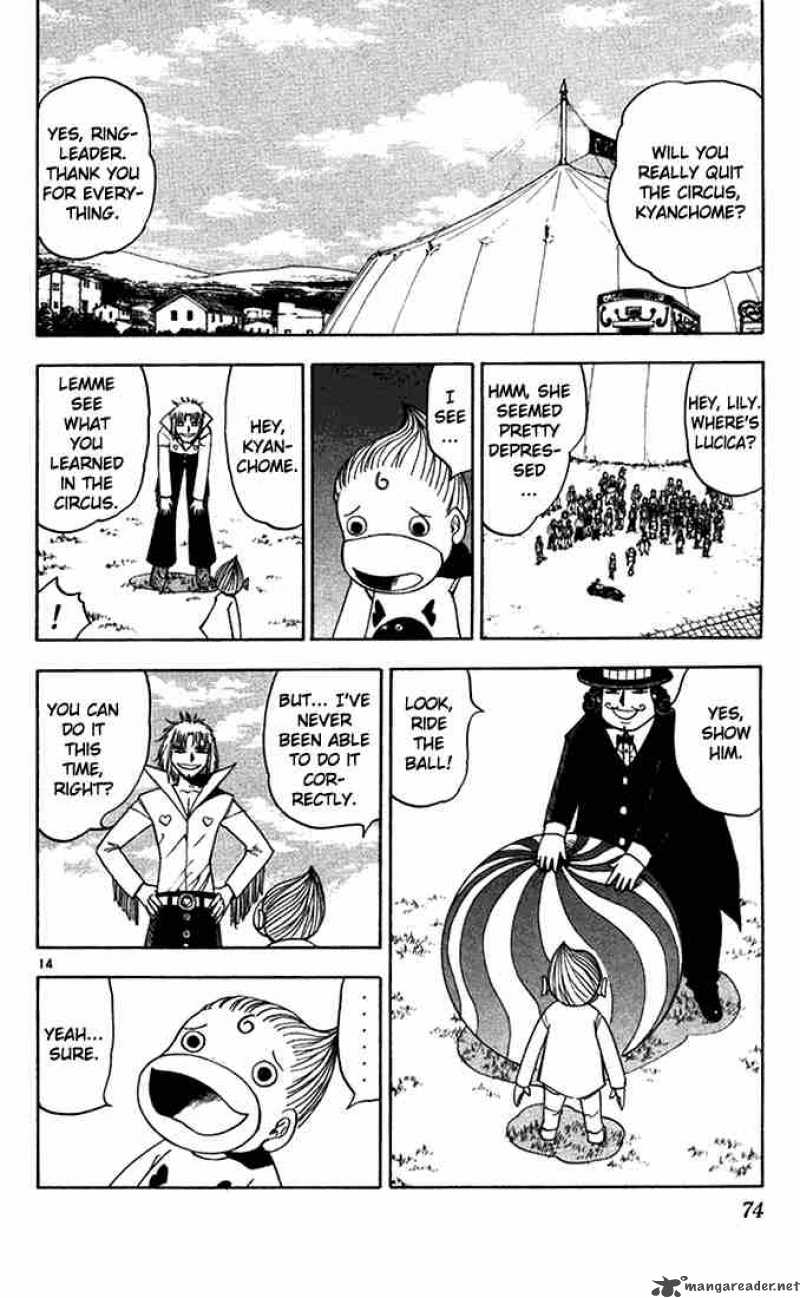 WILL YOU
REALLY QUIT
THE CIRCUS,
KYANCHOME?
YES, RING-
LEADER.
THANK YOU
FOR EVERY-
THING.
HEY, LILY.
WHERE'S
LUCICA?
HMM, SHE
SEEMED
PRETTY
DEPRES-
SED
...
I
SEE
...
HEY,
KYAN-
CHOME.
LEMME
SEE
WHAT
YOU
LEARNED
IN THE
CIRCUS.
!
YES,
SHOW
HIM.
LOOK,
RIDE
THE
BALL!
BUT... I'VE
NEVER
BEEN ABLE
TO DO IT
COR-
RECTLY.
YOU CAN
DO IT
THIS
TIME,
RIGHT?
14
.....
YEAH...
SURE.
74
mangareader.net